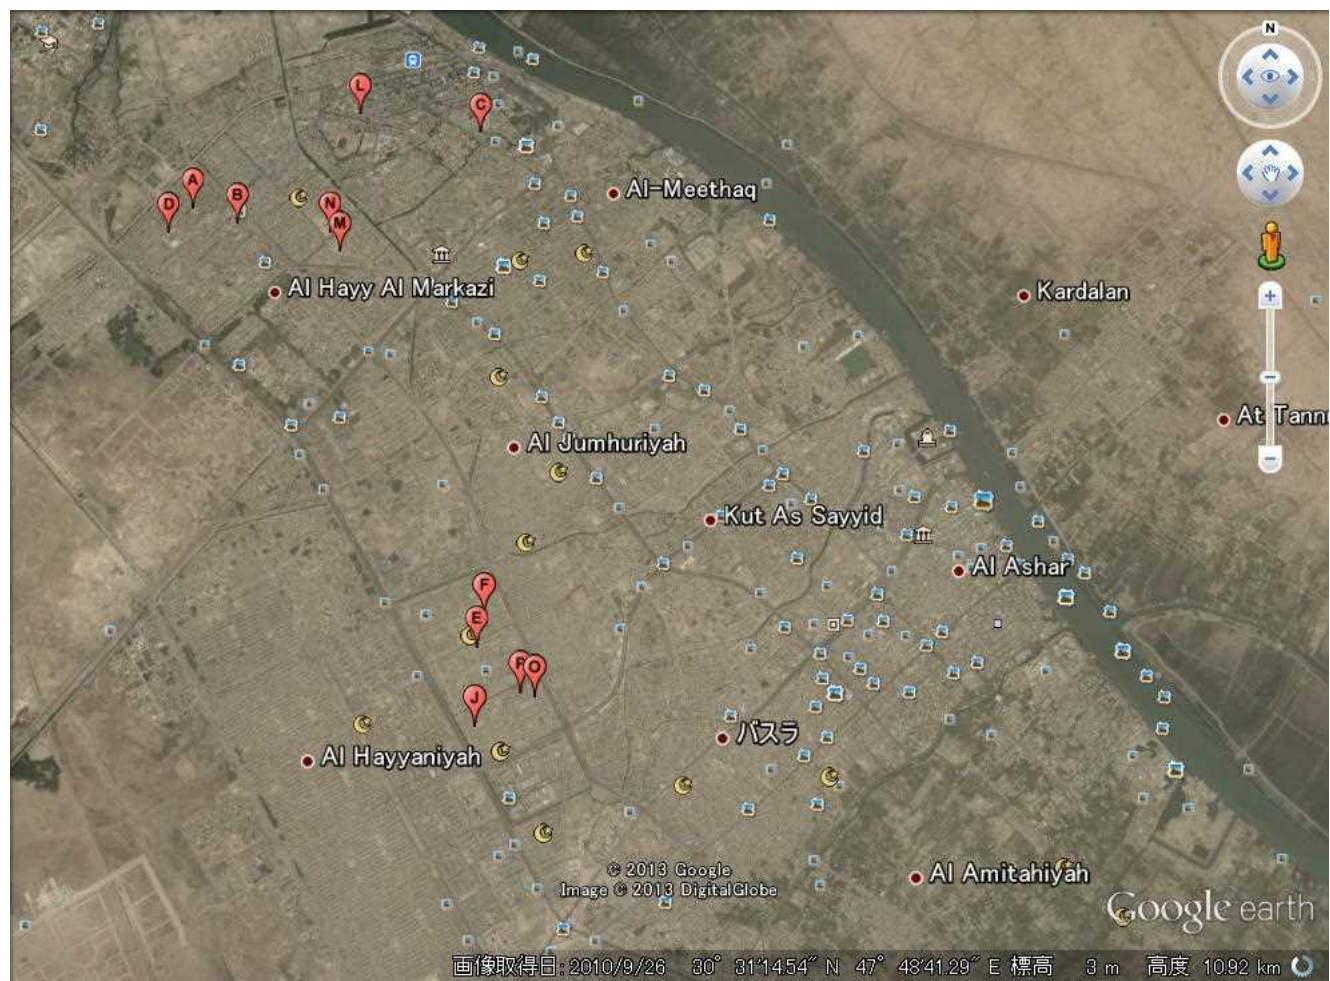 N
L
C
A
D
B
N
M
Al-Meethaq
Al Hayy Al Markazi
Kardalan
At Tann
Al Jumhuriyah
Kut As Sayyid
Al Ashar
F
E
O
J
バスラ
Al Hayyaniyah
© 2013 Google
Image © 2013 DigitalGlobe
Al Amitahiyah
Google earth
画像取得日: 2010/9/26 30° 31'14.54" N 47° 48'41.29" E 標高 3 m 高度 10.92 km